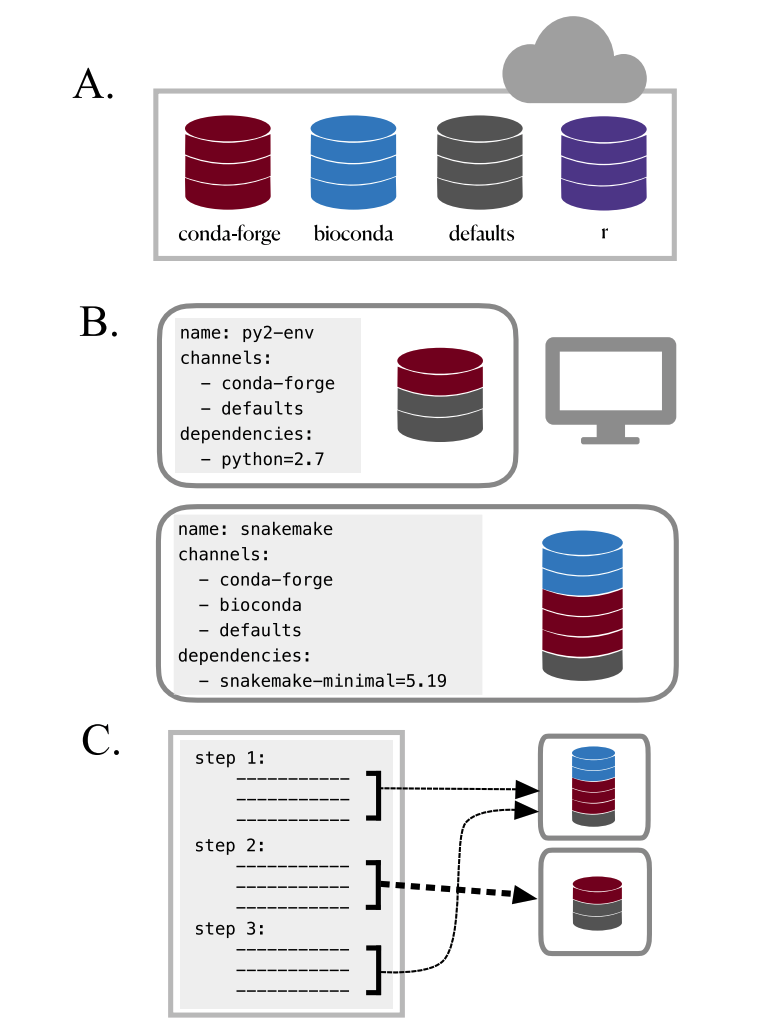 A.
conda-forge bioconda defaults r
B.
name: py2-env
channels:
- conda-forge
- defaults
dependencies:
- python=2.7
name: snakemake
channels:
- conda-forge
- bioconda
- defaults
dependencies:
- snakemake-minimal=5.19
C.
step 1:
step 2:
step 3: